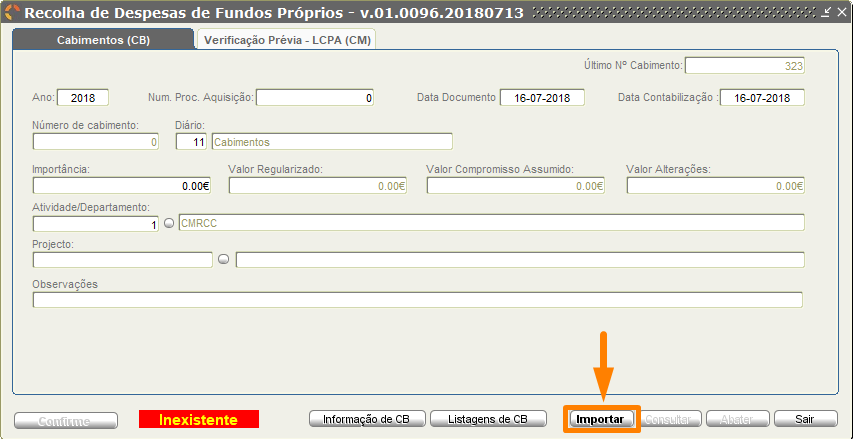 Recolha de Despesas de Fundos Próprios - v.01.0096.20180713
Cabimentos (CB) Verificação Prévia - LCPA (CM)
Último Nº Cabimento: 323
Ano: 2018 Num. Proc. Aquisição: 0 Data Documento 16-07-2018 Data Contabilização : 16-07-2018
Número de cabimento: Diário:
0 11 Cabimentos
Importância: Valor Regularizado: Valor Compromisso Assumido: Valor Alterações:
0.00€ 0.00€ 0.00€ 0.00€
Atividade/Departamento:
1 CMRCC
Projecto:
Observações
Confirme Inexistente Informação de CB Listagens de CB Importar Consultar Abater Sair